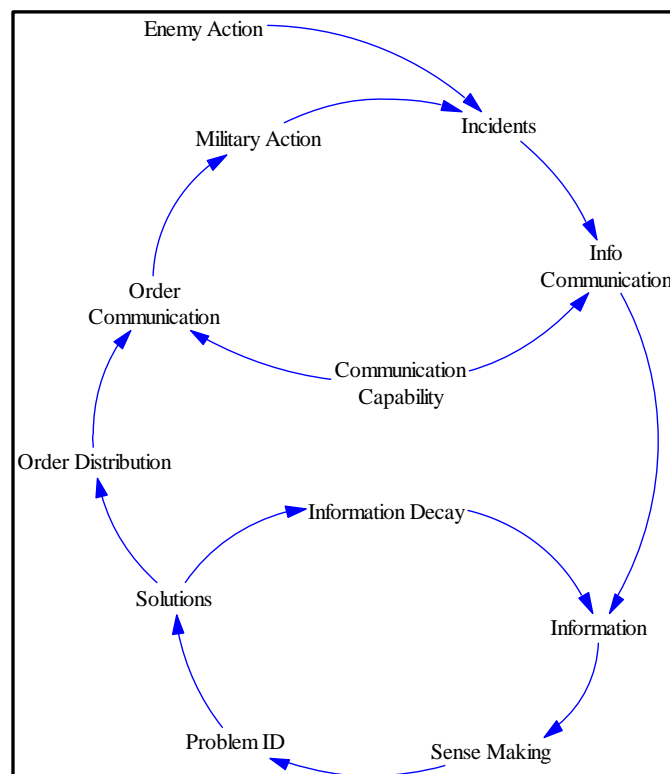 Enemy Action
Military Action
Incidents
Info
Communication
Order
Communication
Communication
Capability
Order Distribution
Information Decay
Solutions
Information
Problem ID
Sense Making